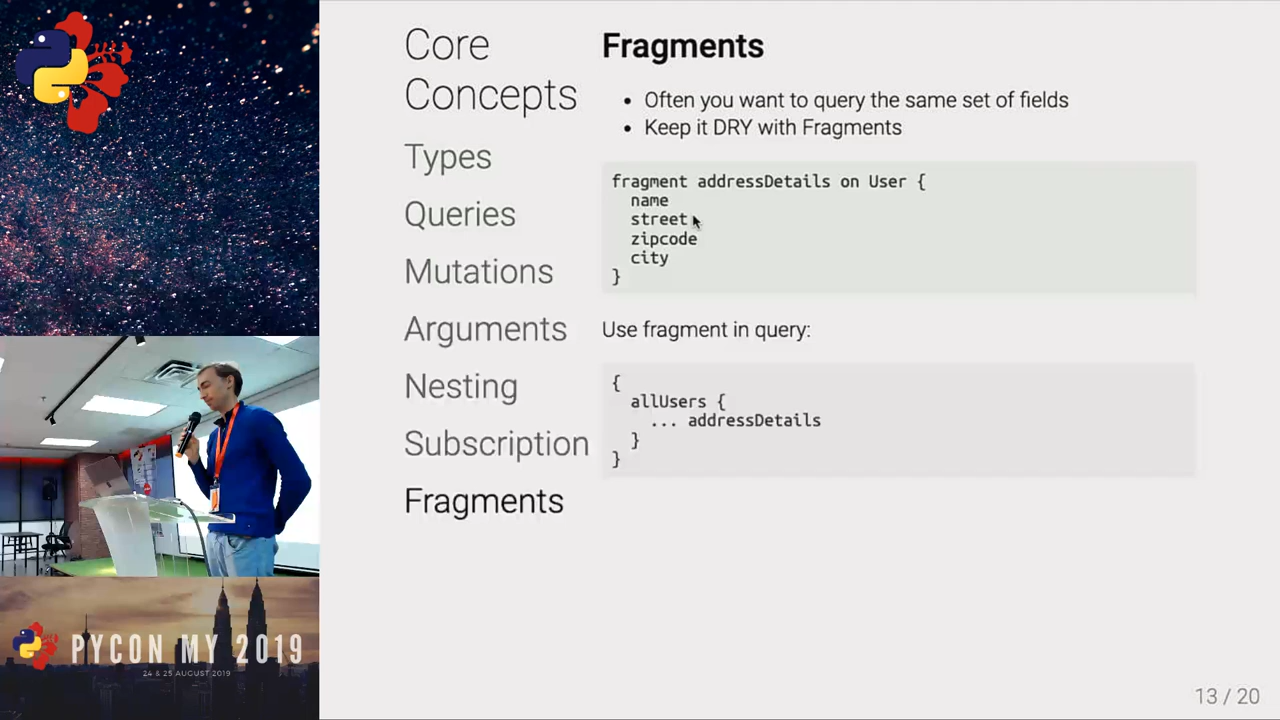 Core
Concepts
Types
Queries
Mutations
Arguments
Nesting
Subscription
Fragments
Fragments
• Often you want to query the same set of fields
• Keep it DRY with Fragments
fragment addressDetails on User {
name
street
zipcode
city
}
Use fragment in query:
{
allUsers {
... addressDetails
}
}
13 / 20
PYCON MY 2019
24 & 25 AUGUST 2019